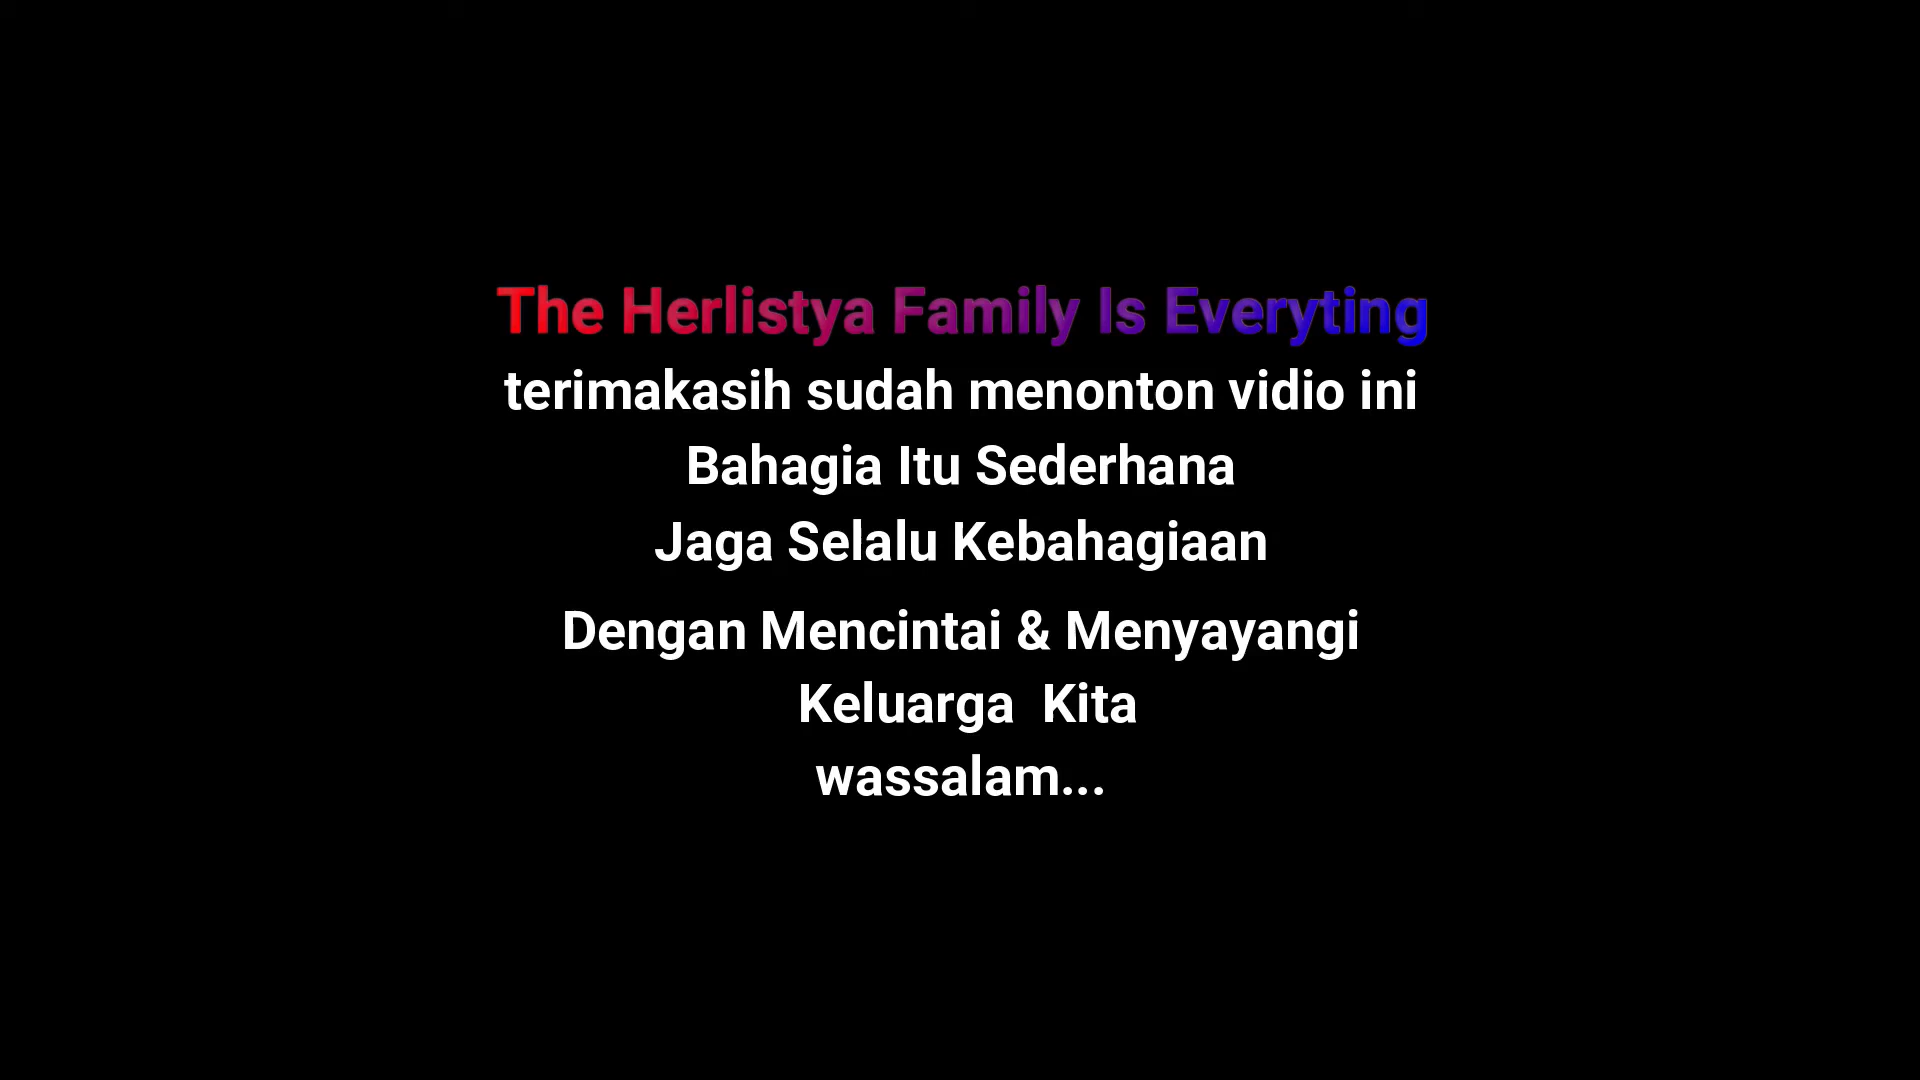 The Herlistya Family Is Everyting
terimakasih sudah menonton vidio ini
Bahagia Itu Sederhana
Jaga Selalu Kebahagiaan
Dengan Mencintai & Menyayangi
Keluarga  Kita
wassalam...